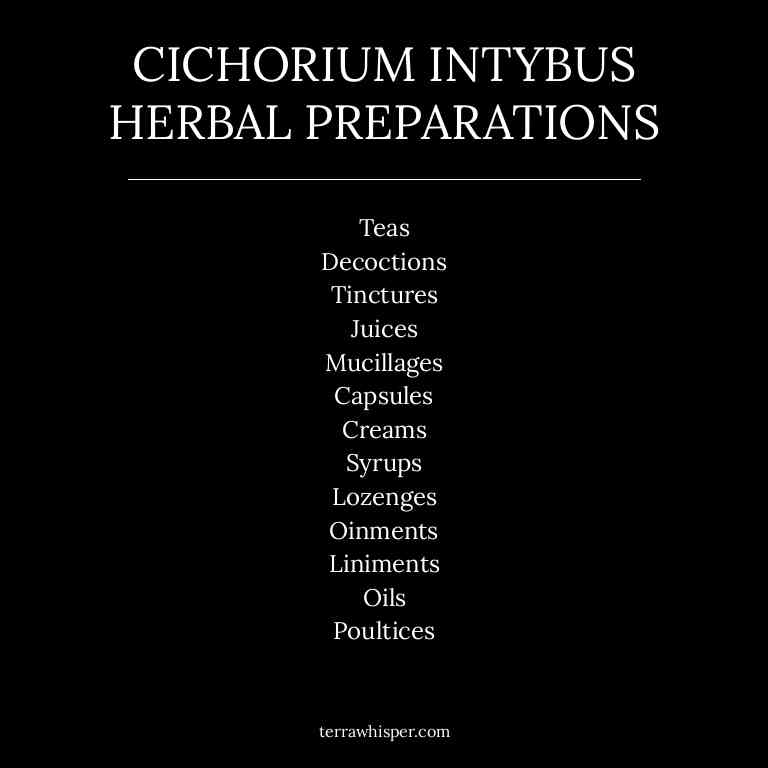 CICHORIUM INTYBUS
HERBAL PREPARATIONS
Teas
Decoctions
Tinctures
Juices
Mucillages
Capsules
Creams
Syrups
Lozenges
Oinments
Liniments
Oils
Poultices
terrawhisper.com